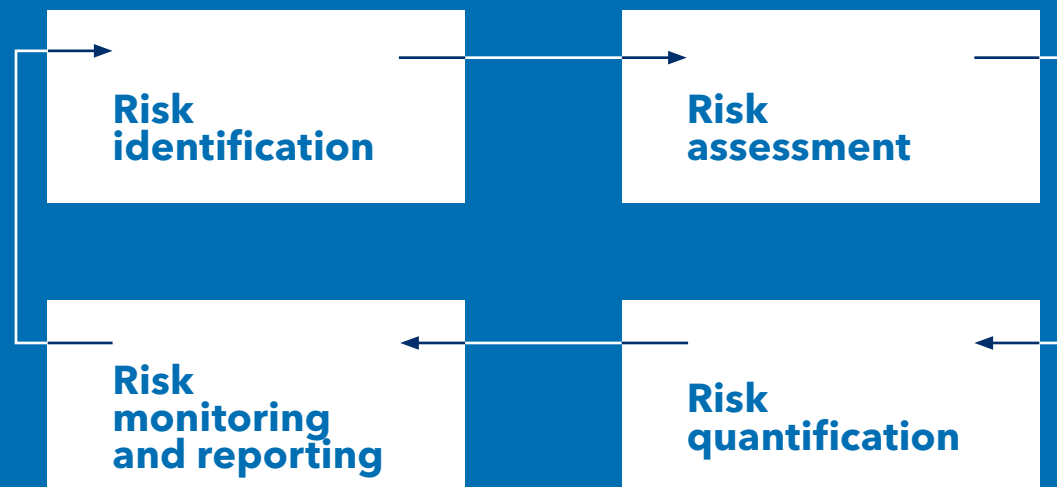 Risk
identification
Risk
assessment
Risk
monitoring
and reporting
Risk
quantification